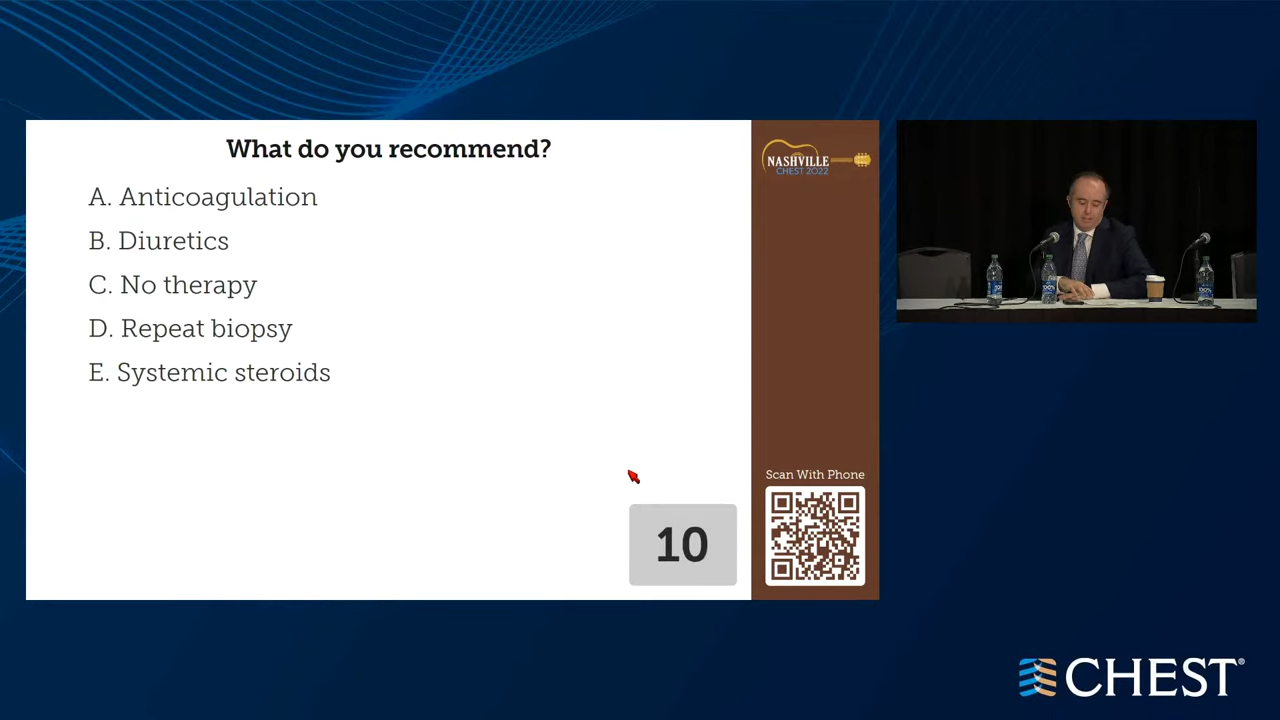 What do you recommend?
A. Anticoagulation
B. Diuretics
C. No therapy
D. Repeat biopsy
E. Systemic steroids
10
NASHVILLE
CHEST 2022
Scan With Phone
CHEST®